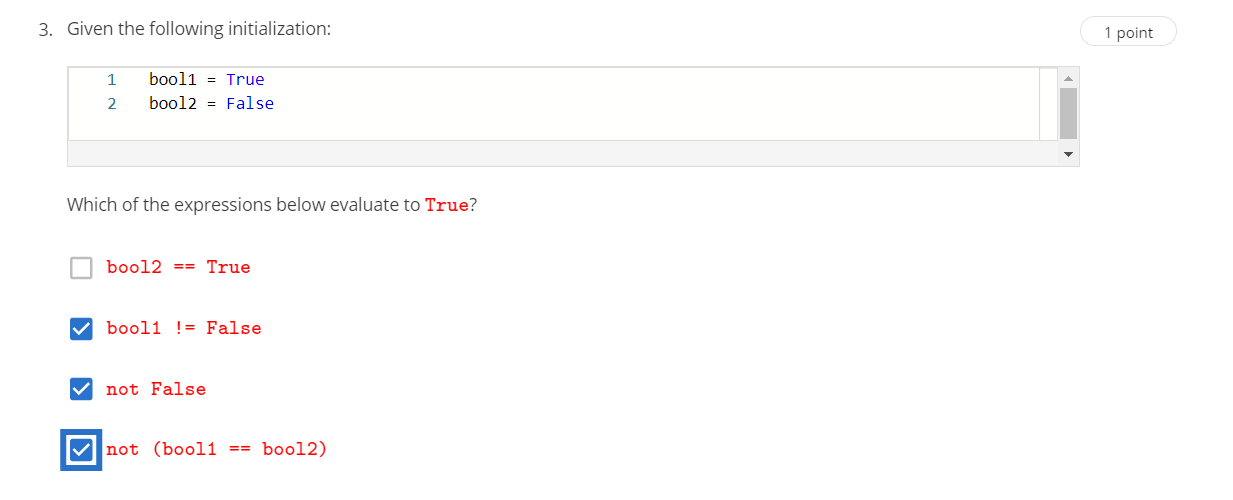 3. Given the following initialization:
1 point
1 bool1 = True
2 bool2 = False
Which of the expressions below evaluate to True?
bool2 == True
bool1 != False
not False
not (bool1 == bool2)